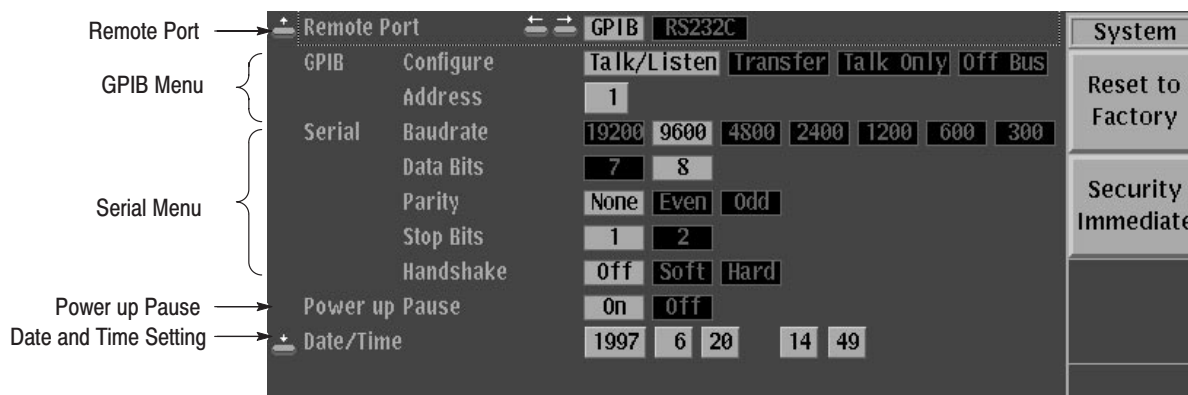 Remote Port
GPIB Menu
Serial Menu
Power up Pause
Date and Time Setting
Remote Port GPIB RS232C
GPIB Configure Talk/Listen Transfer Talk Only Off Bus
Address 1
Serial Baudrate 19200 9600 4800 2400 1200 600 300
Data Bits 7 8
Parity None Even Odd
Stop Bits 1 2
Handshake Off Soft Hard
Power up Pause On Off
Date/Time 1997 6 20 14 49
System
Reset to
Factory
Security
Immediate